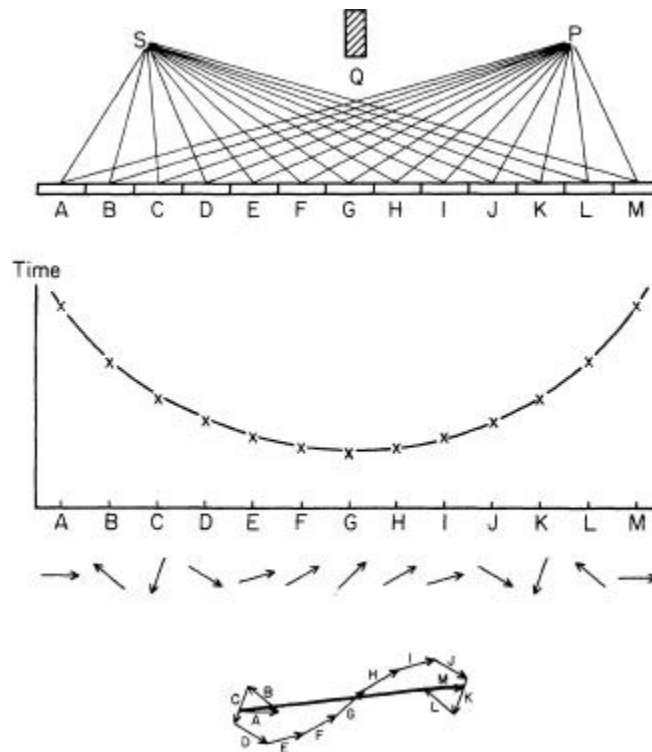 S P
Q
A B C D E F G H I J K L M
Time
A B C D E F G H I J K L M
I J
H
C B M
K
A G L
F
D E